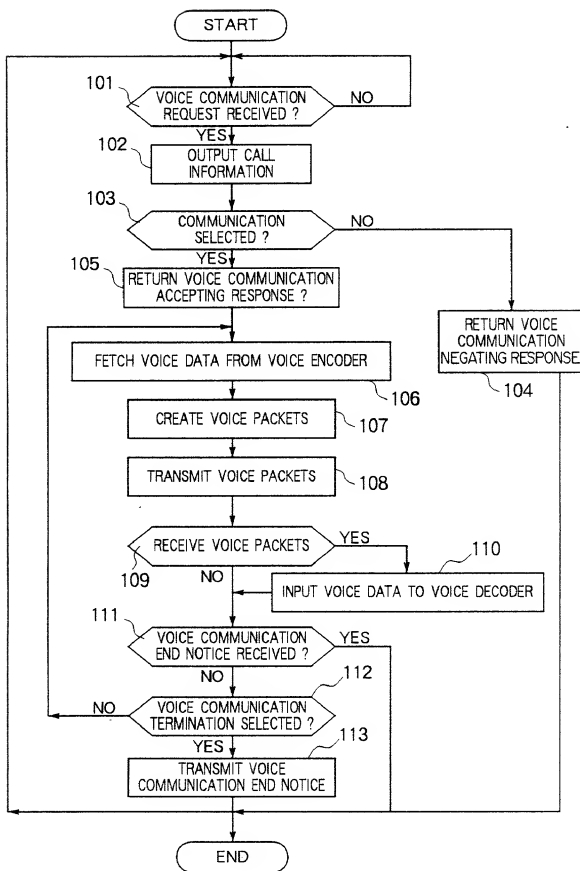 START
101
VOICE COMMUNICATION
REQUEST RECEIVED ?
NO
YES
102
OUTPUT CALL
INFORMATION
103
COMMUNICATION
SELECTED ?
NO
YES
105
RETURN VOICE COMMUNICATION
ACCEPTING RESPONSE ?
RETURN VOICE
COMMUNICATION
NEGATING RESPONSE
104
FETCH VOICE DATA FROM VOICE ENCODER
106
CREATE VOICE PACKETS
107
TRANSMIT VOICE PACKETS
108
RECEIVE VOICE PACKETS
YES
109
NO
110
INPUT VOICE DATA TO VOICE DECODER
111
VOICE COMMUNICATION
END NOTICE RECEIVED ?
YES
NO
112
NO
VOICE COMMUNICATION
TERMINATION SELECTED ?
YES
113
TRANSMIT VOICE
COMMUNICATION END NOTICE
END